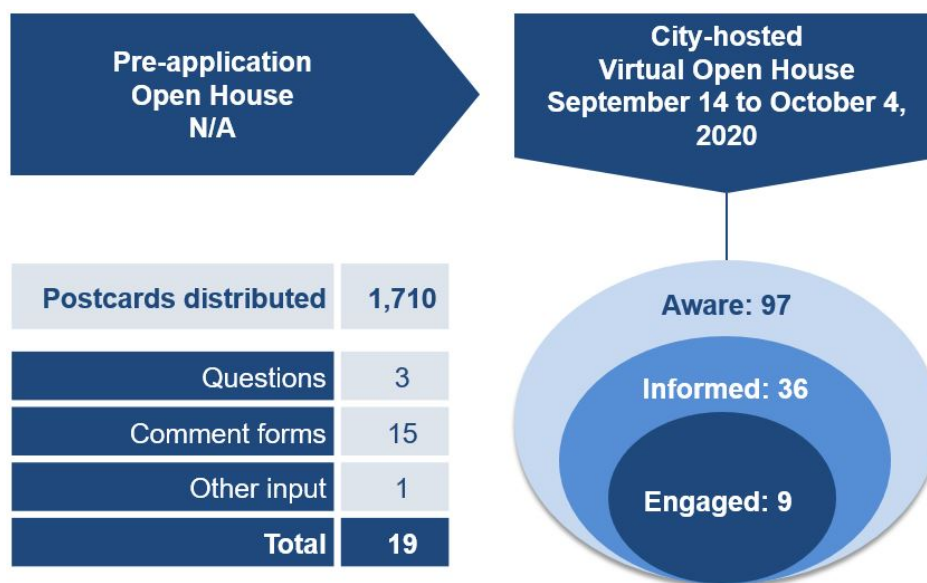 Pre-application
Open House
N/A
City-hosted
Virtual Open House
September 14 to October 4,
2020
Postcards distributed 1,710
Questions 3
Comment forms 15
Other input 1
Total 19
Aware: 97
Informed: 36
Engaged: 9